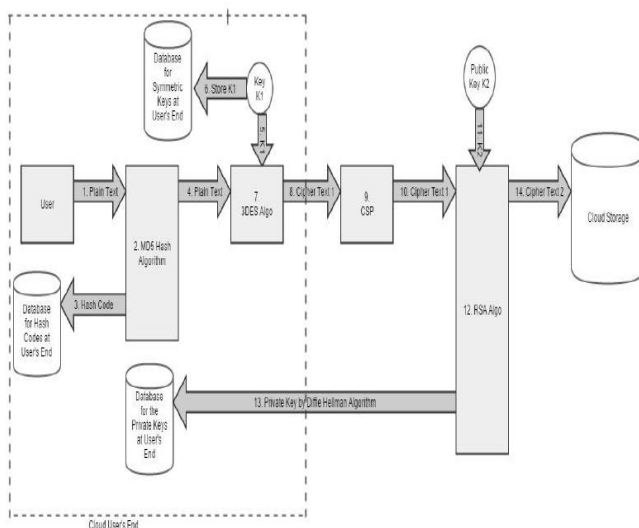 Database
for
Symmetric
Keys at
User's End
6. Store K1
Key
K1
Public
Key K2
5. K1
11. K2
User
1. Plain Text
2. MD5 Hash
Algorithm
4. Plain Text
7.
3DES Algo
8. Cipher Text 1
9.
CSP
10. Cipher Text 1
12. RSA Algo
14. Cipher Text 2
Cloud Storage
3. Hash Code
Database
for Hash
Codes at
User's End
13. Private Key by Diffie Hellman Algorithm
Database
for the
Private Keys
at User's
End
Cloud User's End